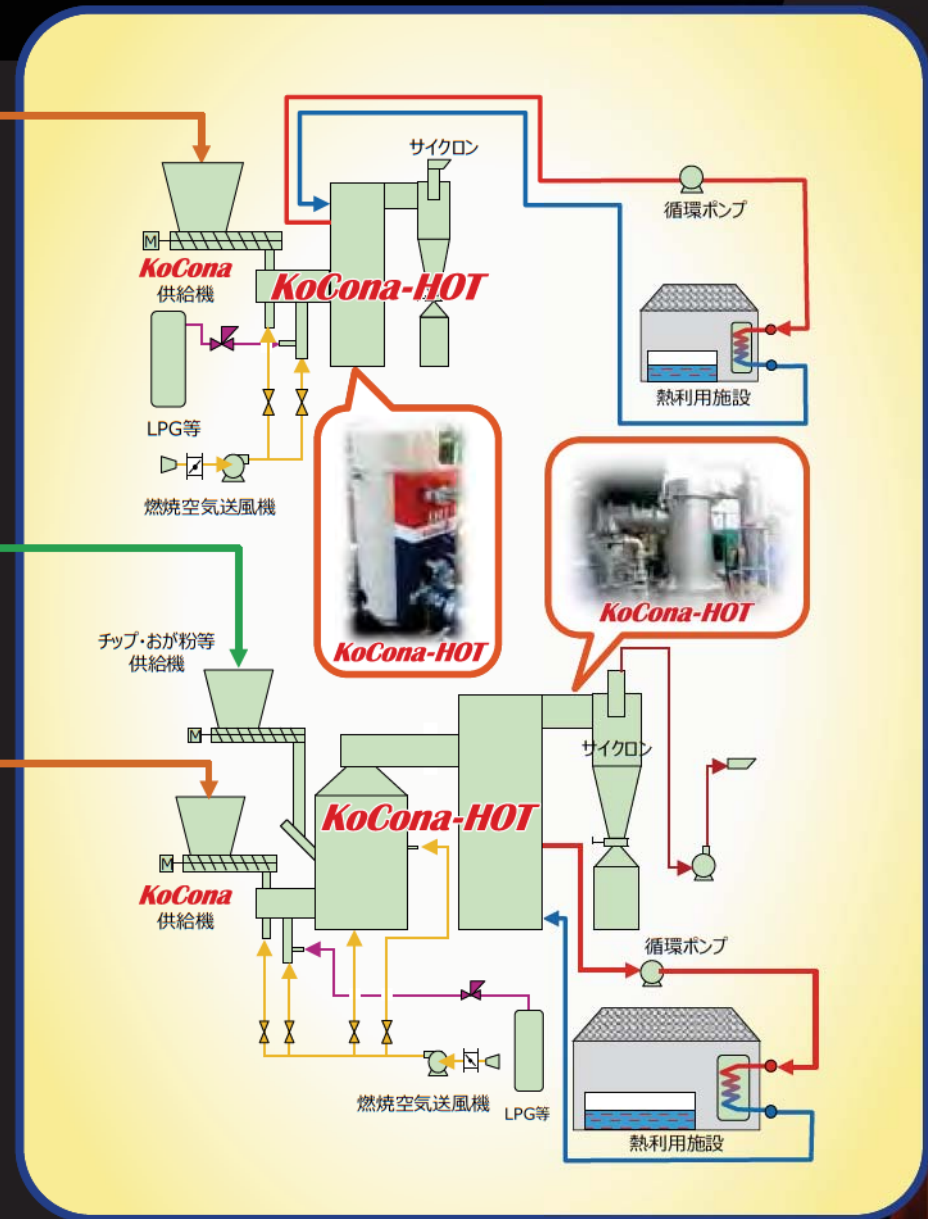 サイクロン
循環ポンプ
M
KoCona
供給機
KoCona-HOT
LPG等
熱利用施設
燃焼空気送風機
KoCona-HOT
KoCona-HOT
チップ・おが粉等
供給機
M
サイクロン
KoCona-HOT
M
KoCona
供給機
循環ポンプ
燃焼空気送風機
LPG等
熱利用施設